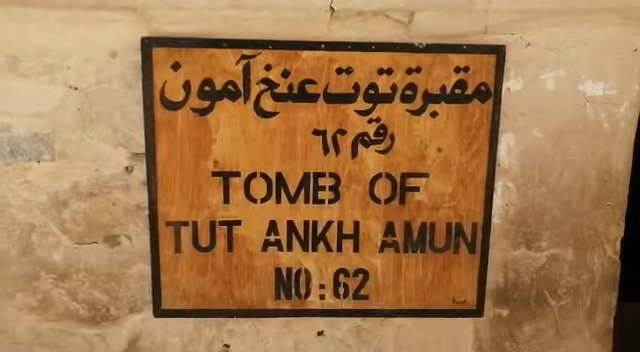 مقبرة توت عنخ آمون
رقم ٦٢
TOMB OF
TUT ANKH AMUN
NO: 62